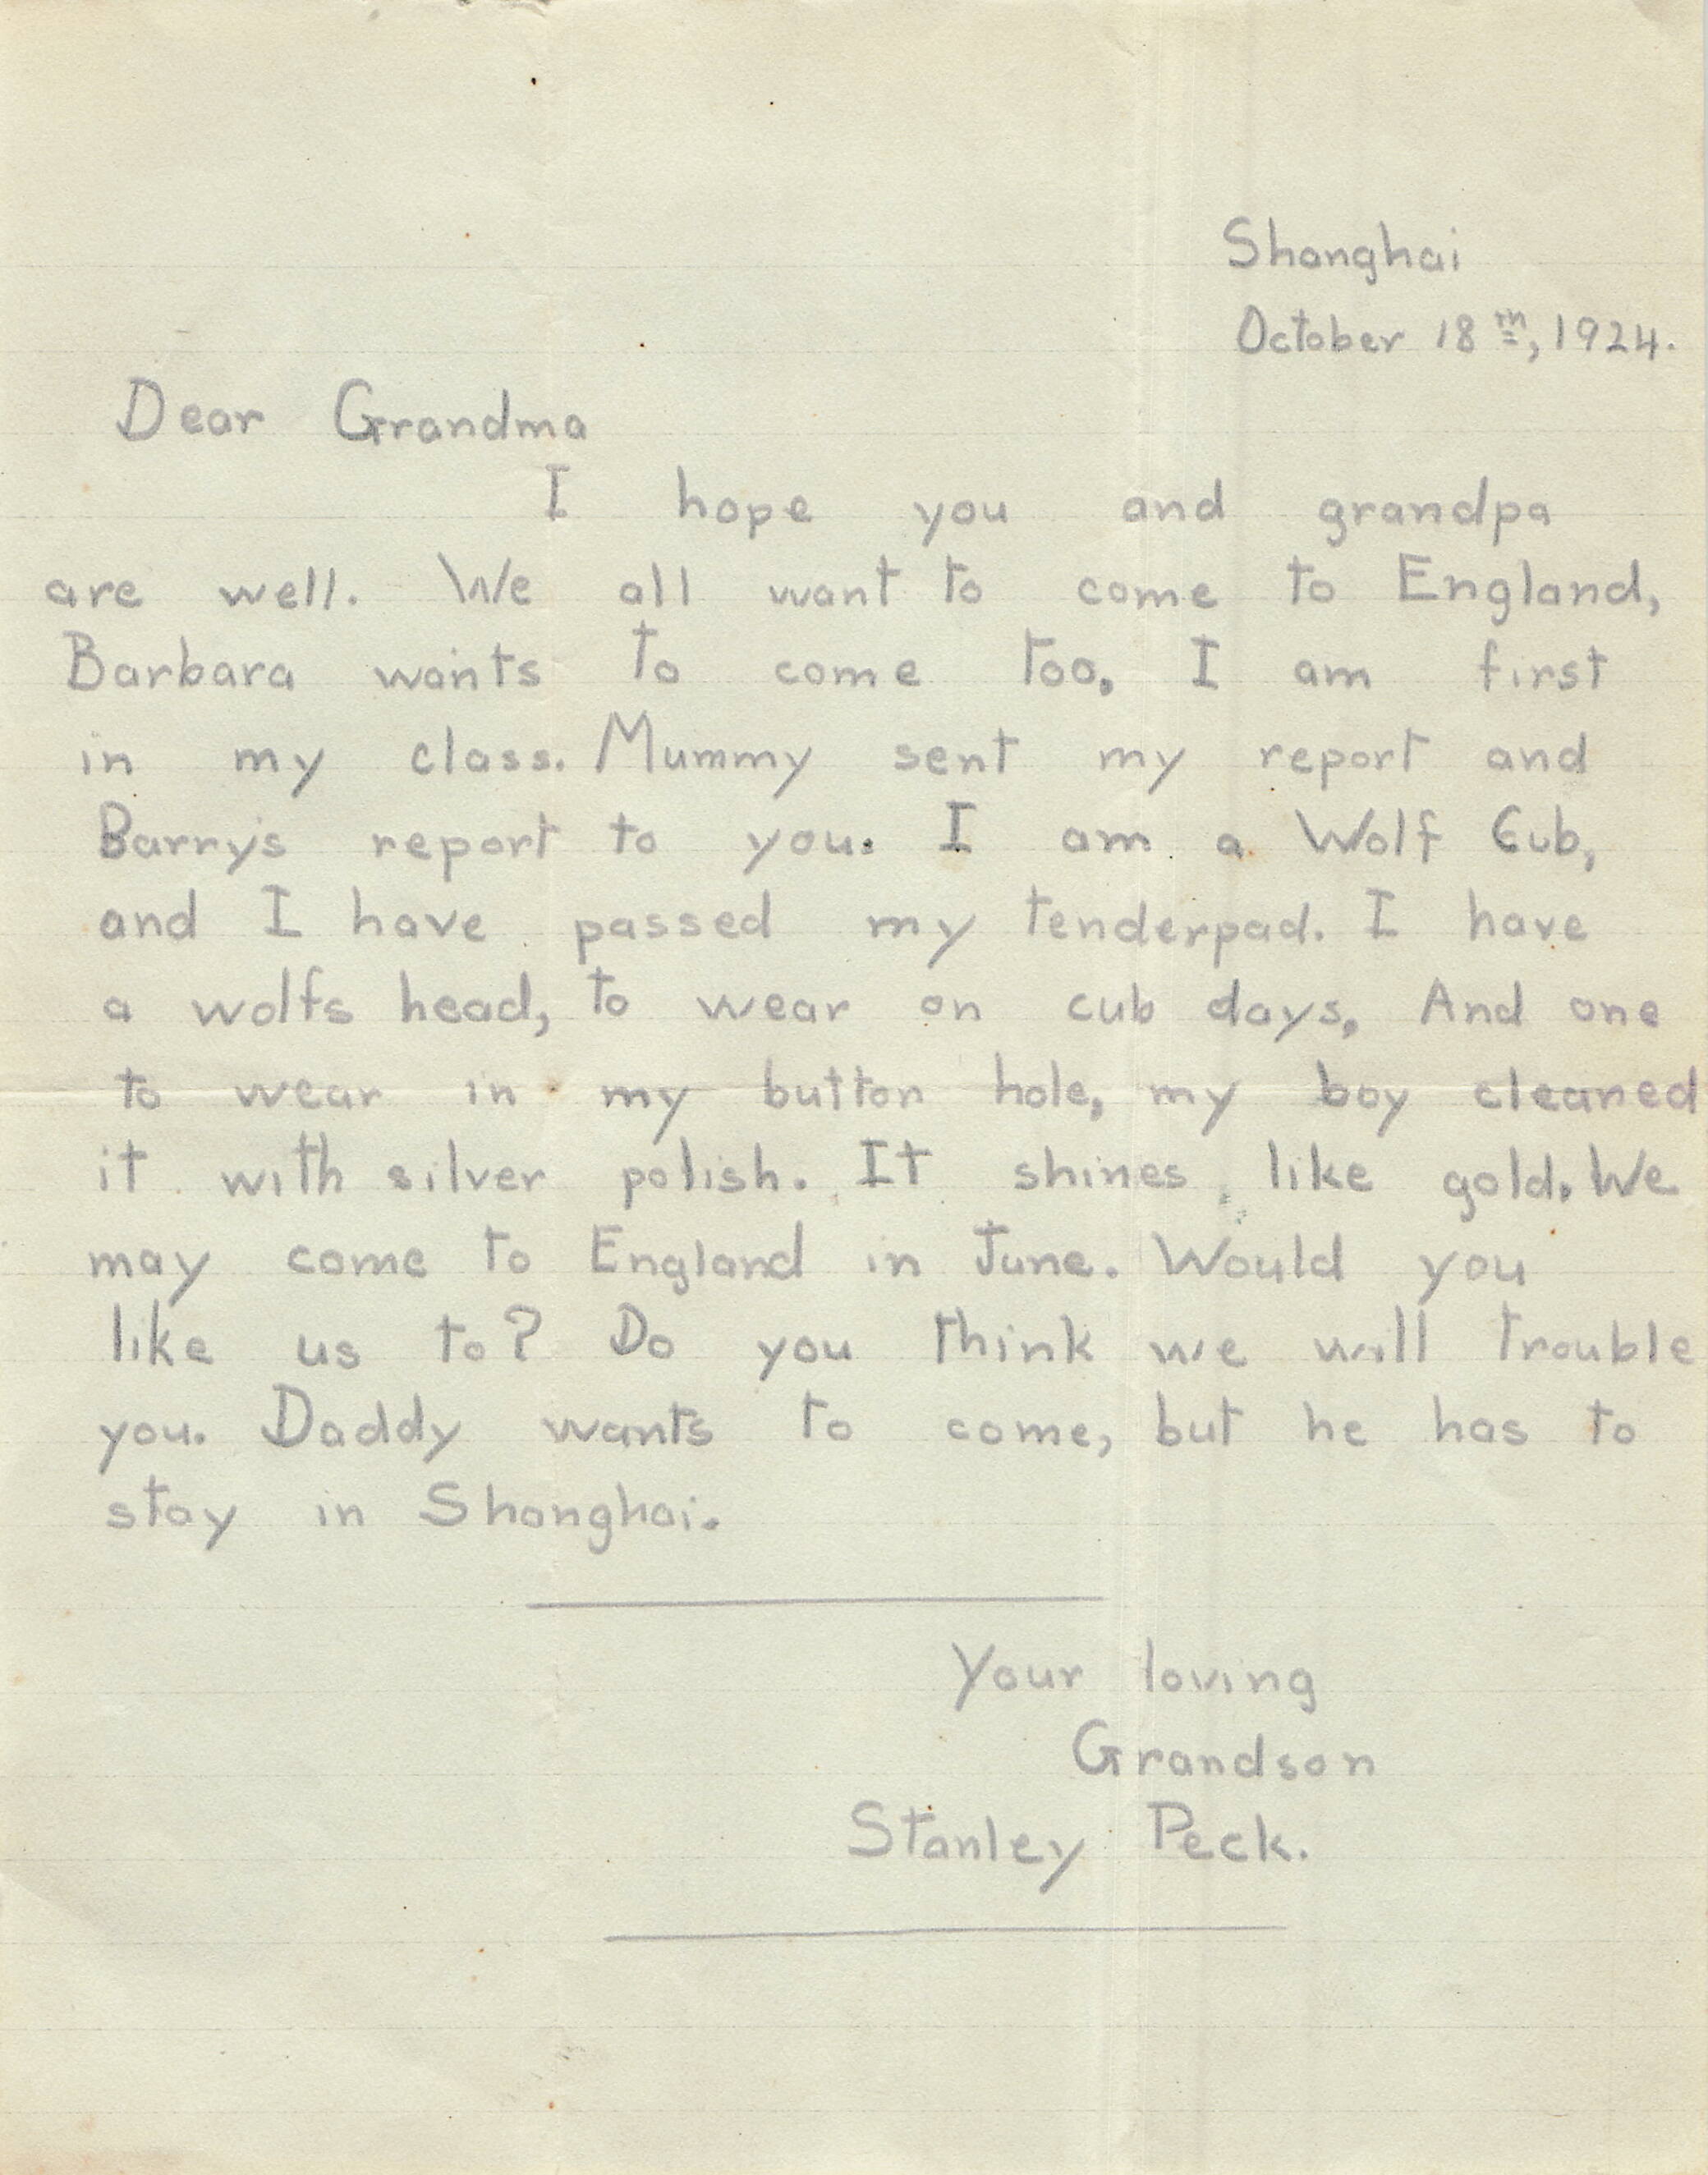 Shanghai
October 18th, 1924.
Dear Grandma
I hope you and grandpa
are well. We all want to come to England,
Barbara wants to come too. I am first
in my class. Mummy sent my report and
Barry's report to you. I am a Wolf Cub,
and I have passed my tenderpad. I have
a wolfs head, to wear on cub days. And one
to wear in my button hole, my boy cleaned
it with silver polish. It shines like gold. We
may come to England in June. Would you
like us to? Do you think we will trouble
you. Daddy wants to come, but he has to
stay in Shanghai.
Your loving
Grandson
Stanley Peck.